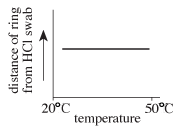 distance of ring
from HCl swab
20°C
50°C
temperature